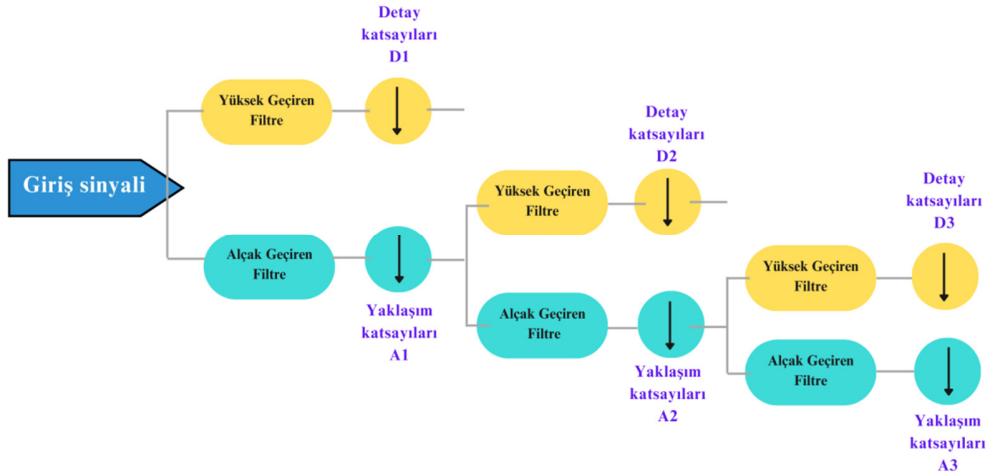 Detay
katsayıları
D1
Yüksek Geçiren
Filtre
Giriş sinyali
Alçak Geçiren
Filtre
Yaklaşım
katsayıları
A1
Detay
katsayıları
D2
Yüksek Geçiren
Filtre
Alçak Geçiren
Filtre
Yaklaşım
katsayıları
A2
Detay
katsayıları
D3
Yüksek Geçiren
Filtre
Alçak Geçiren
Filtre
Yaklaşım
katsayıları
A3